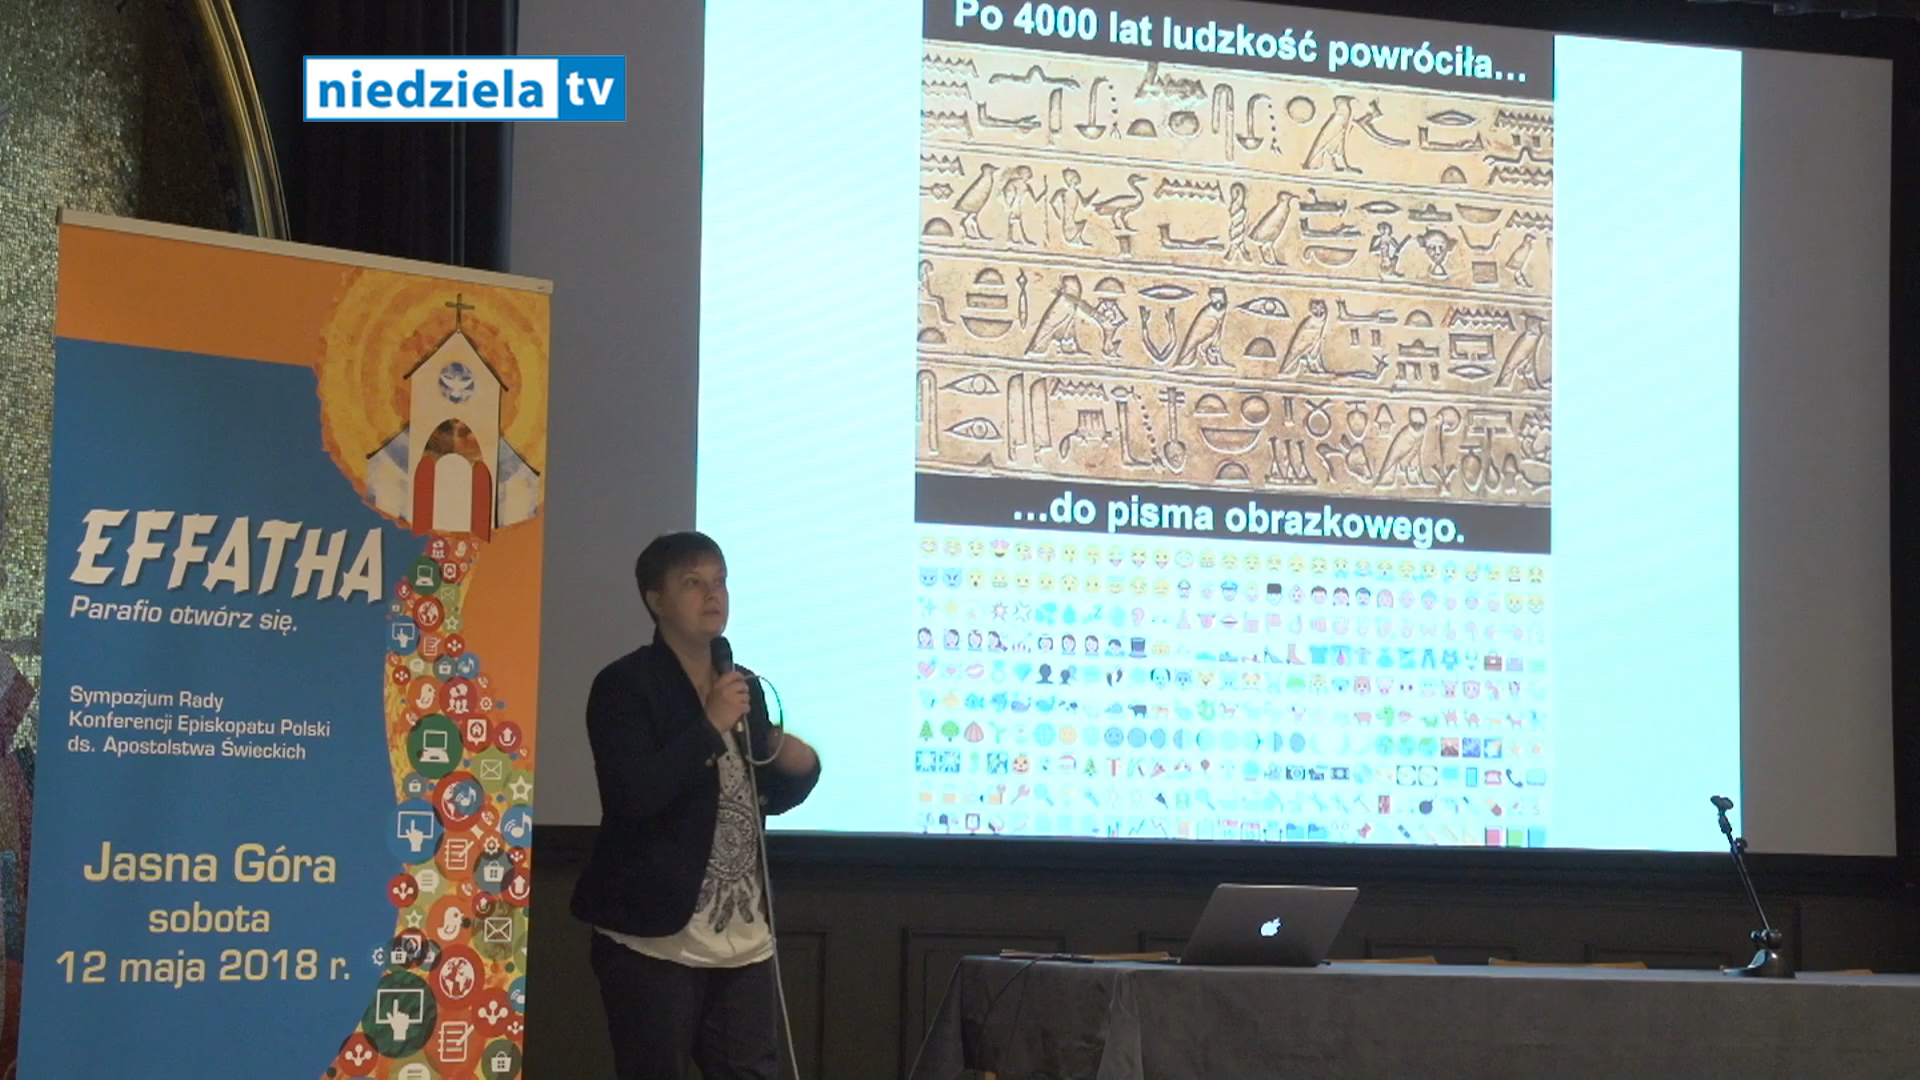 niedziela tv
Po 4000 lat ludzkość powróciła...
...do pisma obrazkowego.
EFFATHA
Parafio otwórz się.
Sympozjum Rady
Konferencji Episkopatu Polski
ds. Apostolstwa Świeckich
Jasna Góra
sobota
12 maja 2018 r.